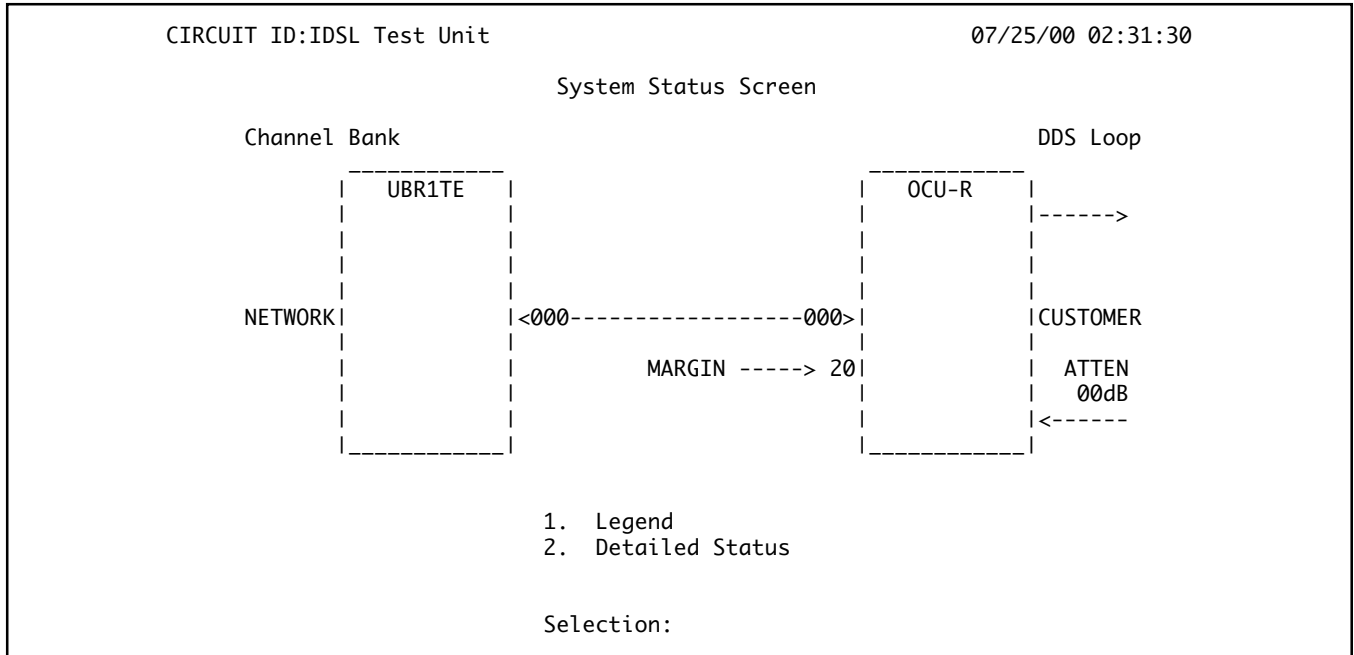 CIRCUIT ID:IDSL Test Unit 07/25/00 02:31:30
System Status Screen
Channel Bank DDS Loop
UBR1TE OCU-R
------>
NETWORK| |<000------------------000>| |CUSTOMER
MARGIN -----> 20| | ATTEN
00dB
<------
1. Legend
2. Detailed Status
Selection: